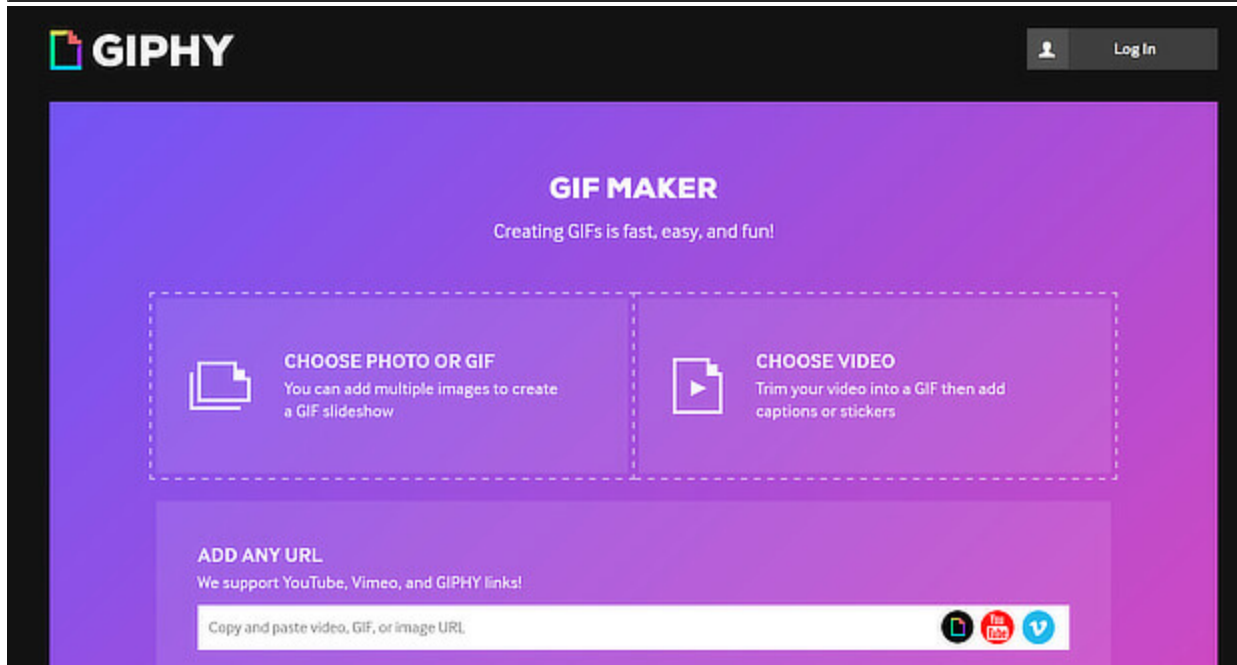 GIPHY
Log In
GIF MAKER
Creating GIFs is fast, easy, and fun!
CHOOSE PHOTO OR GIF
You can add multiple images to create
a GIF slideshow
CHOOSE VIDEO
Trim your video into a GIF then add
captions or stickers
ADD ANY URL
We support YouTube, Vimeo, and GIPHY links!
Copy and paste video, GIF, or image URL
You
Tube